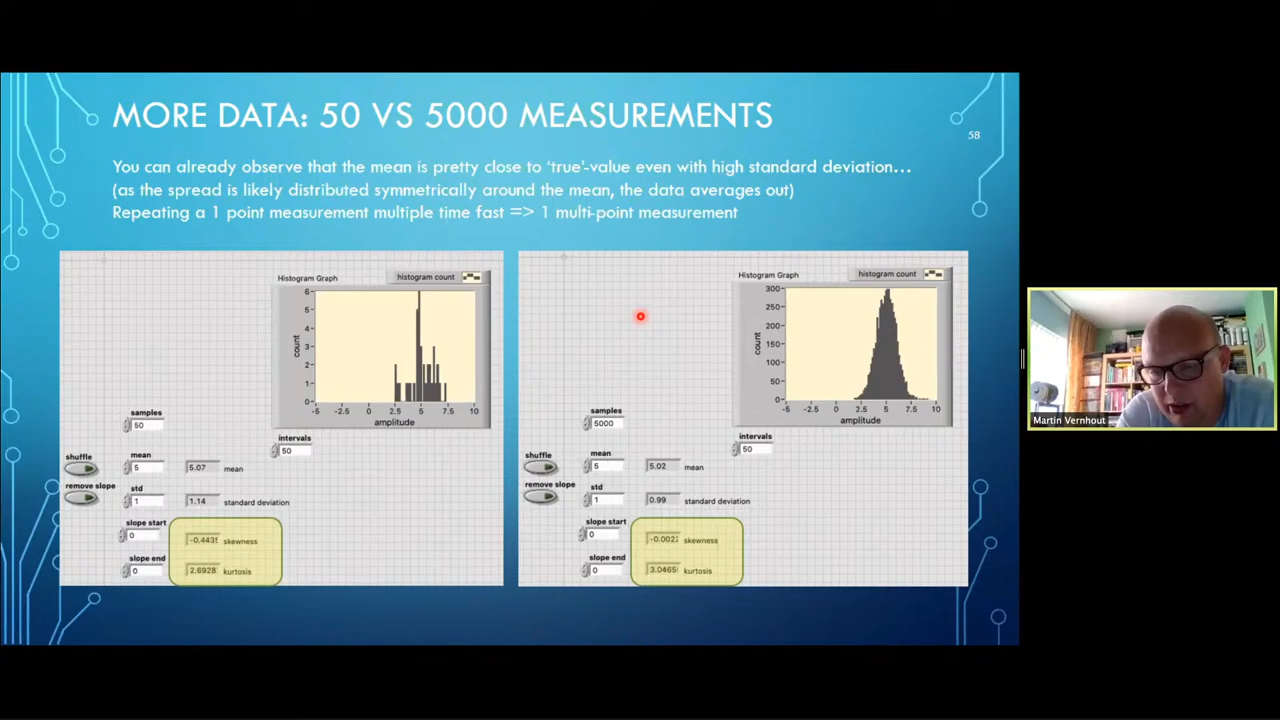 MORE DATA: 50 VS 5000 MEASUREMENTS
58
You can already observe that the mean is pretty close to 'true'-value even with high standard deviation…
(as the spread is likely distributed symmetrically around the mean, the data averages out)
Repeating a 1 point measurement multiple time fast => 1 multi-point measurement
Histogram Graph
histogram count
6
5
4
3
2
1
0
count
-5 -2.5 0 2.5 5 7.5 10
amplitude
samples
50
intervals
50
shuffle
mean
5
5.07 mean
remove slope
std
1
1.14 standard deviation
slope start
0
-0.443 skewness
slope end
0
2.6928 kurtosis
Histogram Graph
histogram count
300
250
200
150
100
50
0
count
-5 -2.5 0 2.5 5 7.5 10
amplitude
samples
5000
intervals
50
shuffle
mean
5
5.02 mean
remove slope
std
1
0.99 standard deviation
slope start
0
-0.002 skewness
slope end
0
3.0465 kurtosis
Martin Vernhout